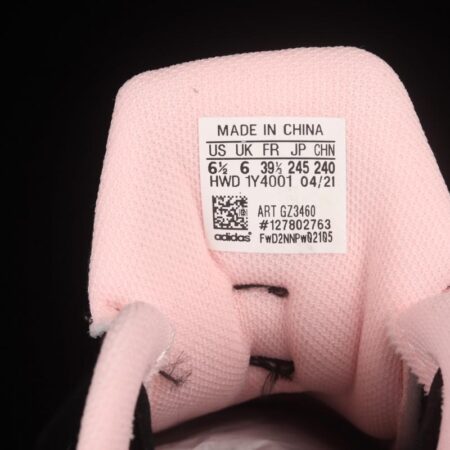 MADE IN CHINA
US UK FR JP CHN
6½ 6 39⅓ 245 240
HWD 1Y4001 04/21
ART GZ3460
#127802763
adidas® FwD2NNPwQ21Q5